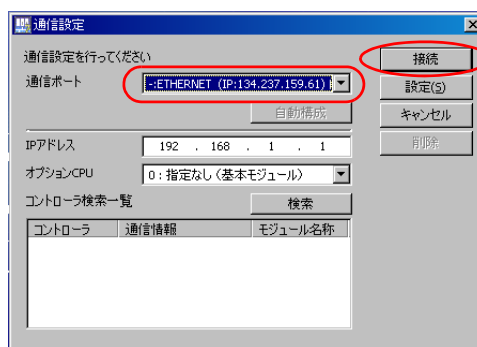 通信設定
通信設定を行ってください
接続
通信ポート
-:ETHERNET (IP:134.237.159.61)
設定(S)
自動構成
キャンセル
IPアドレス
192 . 168 . 1 . 1
削除
オプションCPU
0:指定なし(基本モジュール)
コントローラ検索一覧
検索
コントローラ 通信情報 モジュール名称